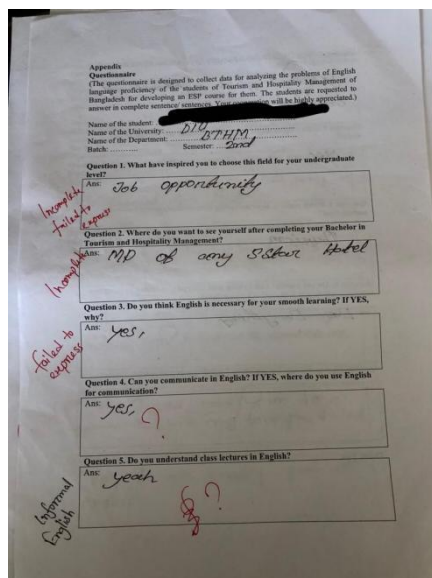 Appendix
Questionnaire
(The questionnaire is designed to collect data for analyzing the problems of English
language proficiency of the students of Tourism and Hospitality Management of
Bangladesh for developing an ESP course for them. The students are requested to
answer in complete sentence/ sentences. Your will be highly appreciated.)
Name of the student:
Name of the University: DIU
Name of the Department: BTHM
Batch: ........... Semester: ...2nd
Question 1. What have inspired you to choose this field for your undergraduate
level?
Ans: Job opportunity
Incomplete
failed to
express
Question 2. Where do you want to see yourself after completing your Bachelor in
Tourism and Hospitality Management?
Ans: MD of any 5 Star Hotel
Incomplete
Question 3. Do you think English is necessary for your smooth learning? If YES,
why?
Ans: yes,
failed to
express
Question 4. Can you communicate in English? If YES, where do you use English
for communication?
Ans: yes, ?
Question 5. Do you understand class lectures in English?
Ans: yeah
?
Informal
English